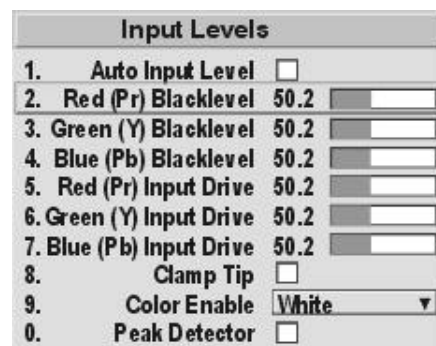 Input Levels
1. Auto Input Level
2. Red (Pr) Blacklevel 50.2
3. Green (Y) Blacklevel 50.2
4. Blue (Pb) Blacklevel 50.2
5. Red (Pr) Input Drive 50.2
6. Green (Y) Input Drive 50.2
7. Blue (Pb) Input Drive 50.2
8. Clamp Tip
9. Color Enable White
0. Peak Detector